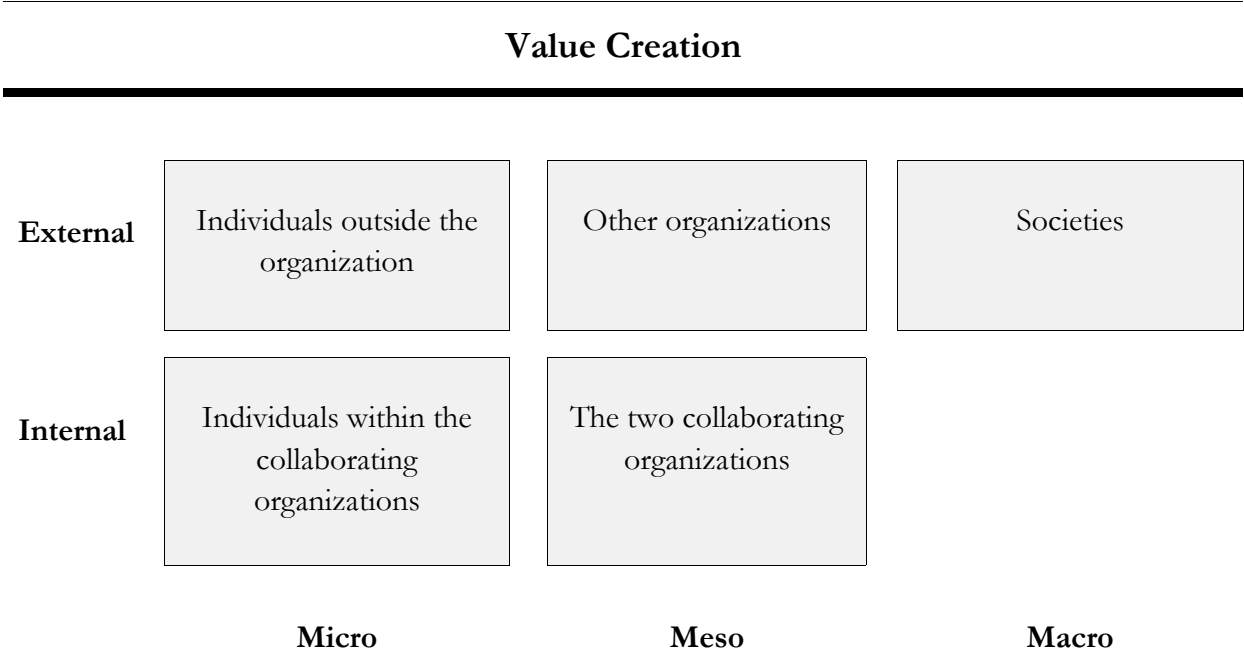 Value Creation
External
Individuals outside the
organization
Other organizations
Societies
Internal
Individuals within the
collaborating
organizations
The two collaborating
organizations
Micro
Meso
Macro